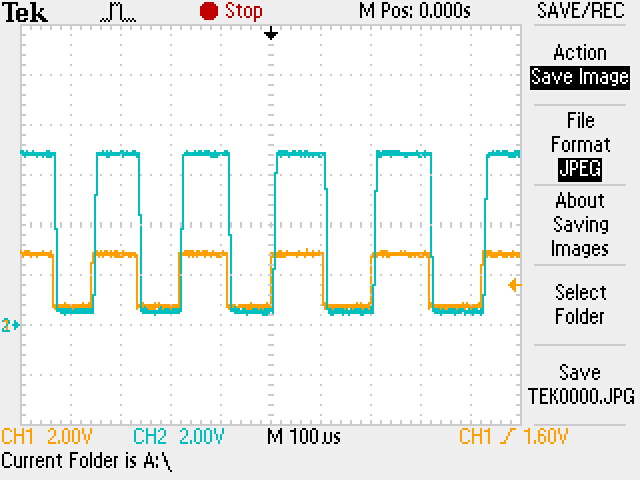 Tek Stop M Pos: 0.000s SAVE/REC
Action
Save Image
File
Format
JPEG
About
Saving
Images
Select
Folder
2
Save
TEK0000.JPG
CH1 2.00V CH2 2.00V M 100µs CH1 1.60V
Current Folder is A:\